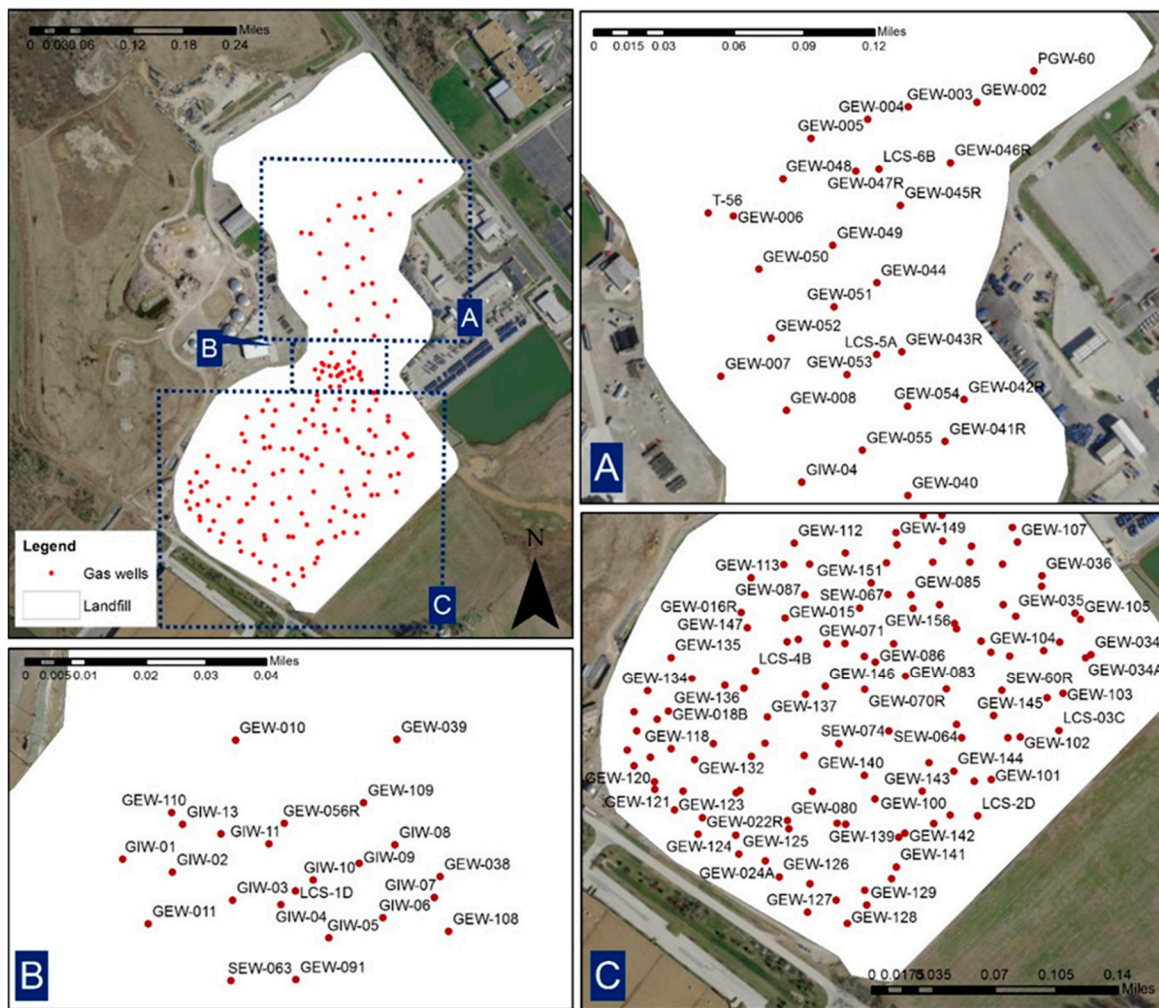 Miles
0 0.03 0.06 0.12 0.18 0.24
A
B
C
N
Legend
Gas wells
Landfill
Miles
0 0.015 0.03 0.06 0.09 0.12
PGW-60
GEW-002
GEW-003
GEW-004
GEW-005
LCS-6B
GEW-046R
GEW-048
GEW-047R
GEW-045R
T-56
GEW-006
GEW-049
GEW-050
GEW-044
GEW-051
GEW-052
LCS-5A
GEW-043R
GEW-053
GEW-007
GEW-008
GEW-054
GEW-042R
GEW-055
GEW-041R
GIW-04
GEW-040
A
Miles
0 0.005 0.01 0.02 0.03 0.04
GEW-010
GEW-039
GEW-109
GEW-110
GIW-13
GEW-056R
GIW-11
GIW-08
GIW-01
GIW-02
GIW-10
GIW-09
GEW-038
GIW-03
LCS-1D
GIW-07
GIW-04
GIW-06
GEW-011
GIW-05
GEW-108
SEW-063
GEW-091
B
GEW-112
GEW-149
GEW-107
GEW-113
GEW-151
GEW-036
GEW-087
SEW-067
GEW-085
GEW-016R
GEW-015
GEW-035
GEW-105
GEW-147
GEW-156
GEW-135
GEW-071
GEW-104
GEW-034
LCS-4B
GEW-086
GEW-034A
GEW-134
GEW-146
GEW-083
SEW-60R
GEW-136
GEW-137
GEW-070R
GEW-145
GEW-103
GEW-018B
LCS-03C
GEW-118
SEW-074
SEW-064
GEW-102
GEW-132
GEW-140
GEW-144
GEW-120
GEW-143
GEW-101
GEW-121
GEW-123
GEW-080
GEW-100
LCS-2D
GEW-022R
GEW-139
GEW-142
GEW-124
GEW-125
GEW-141
GEW-024A
GEW-126
GEW-129
GEW-127
GEW-128
Miles
0 0.0175 0.035 0.07 0.105 0.14
C